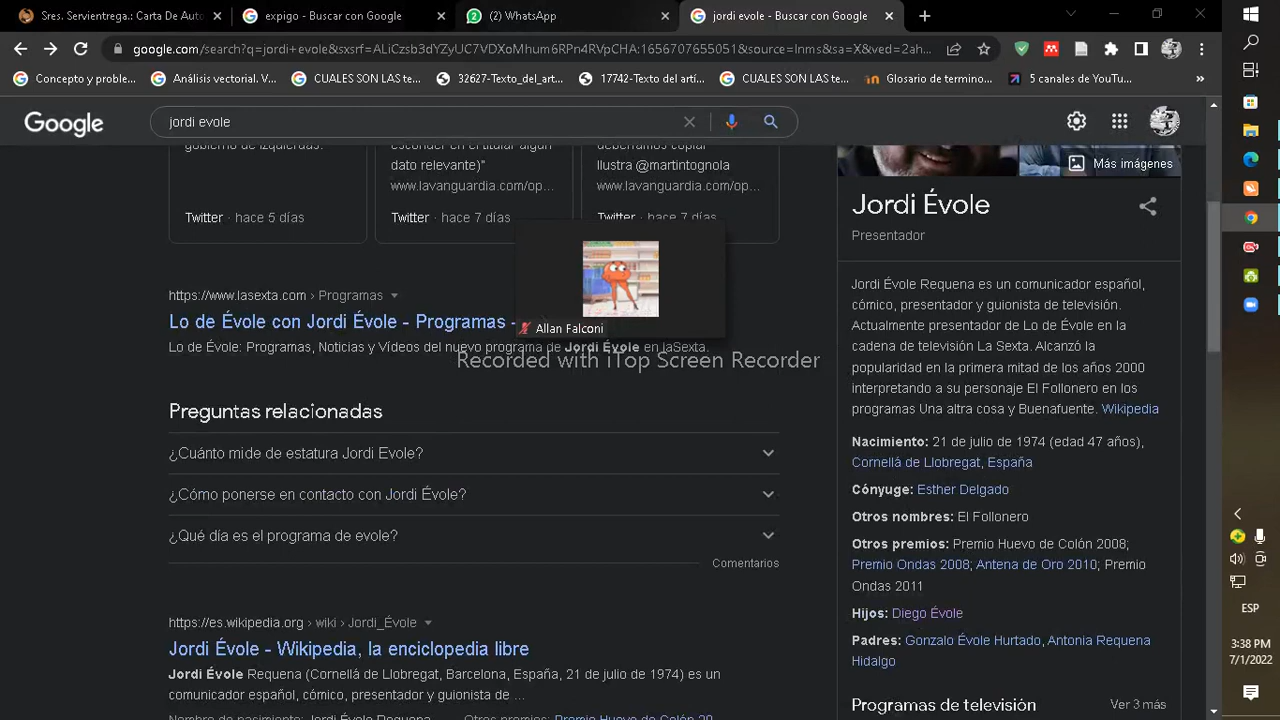 Sres. Servientrega.: Carta De Auto
expigo - Buscar con Google
(2) WhatsApp
jordi evole - Buscar con Google
google.com/search?q=jordi+evole&sxsrf=ALiCzsb3dYZyUC7VDXoMhum6RPn4RVpCHA:1656707655051&source=lnms&sa=X&ved=2ah...
Concepto y proble...
Análisis vectorial. V...
CUALES SON LAS te...
32627-Texto_del_art...
17742-Texto del artí...
CUALES SON LAS te...
Glosario de termino...
5 canales de YouTu...
Google
jordi evole
gobierno de izquierdas.
Twitter · hace 5 días
esconder en el titular algún
dato relevante)"
www.lavanguardia.com/op...
Twitter · hace 7 días
deberíamos copiar
Ilustra @martintognola
www.lavanguardia.com/op...
Twitter · hace 7 días
Allan Falconi
https://www.lasexta.com › Programas
Lo de Évole con Jordi Évole - Programas -
Lo de Évole: Programas, Noticias y Vídeos del nuevo programa de Jordi Évole en laSexta.
Recorded with iTop Screen Recorder
Preguntas relacionadas
¿Cuánto mide de estatura Jordi Evole?
¿Cómo ponerse en contacto con Jordi Évole?
¿Qué día es el programa de evole?
Comentarios
https://es.wikipedia.org › wiki › Jordi_Évole
Jordi Évole - Wikipedia, la enciclopedia libre
Jordi Évole Requena (Cornellá de Llobregat, Barcelona, España, 21 de julio de 1974) es un
comunicador español, cómico, presentador y guionista de ...
Nombre de nacimiento: Jordi Évole Requena Otros premios: Premio Huevo de Colón 20
Más imágenes
Jordi Évole
Presentador
Jordi Évole Requena es un comunicador español,
cómico, presentador y guionista de televisión.
Actualmente presentador de Lo de Évole en la
cadena de televisión La Sexta. Alcanzó la
popularidad en la primera mitad de los años 2000
interpretando a su personaje El Follonero en los
programas Una altra cosa y Buenafuente. Wikipedia
Nacimiento: 21 de julio de 1974 (edad 47 años),
Cornellá de Llobregat, España
Cónyuge: Esther Delgado
Otros nombres: El Follonero
Otros premios: Premio Huevo de Colón 2008;
Premio Ondas 2008; Antena de Oro 2010; Premio
Ondas 2011
Hijos: Diego Évole
Padres: Gonzalo Évole Hurtado, Antonia Requena
Hidalgo
Programas de televisión
Ver 3 más
ESP
3:38 PM
7/1/2022